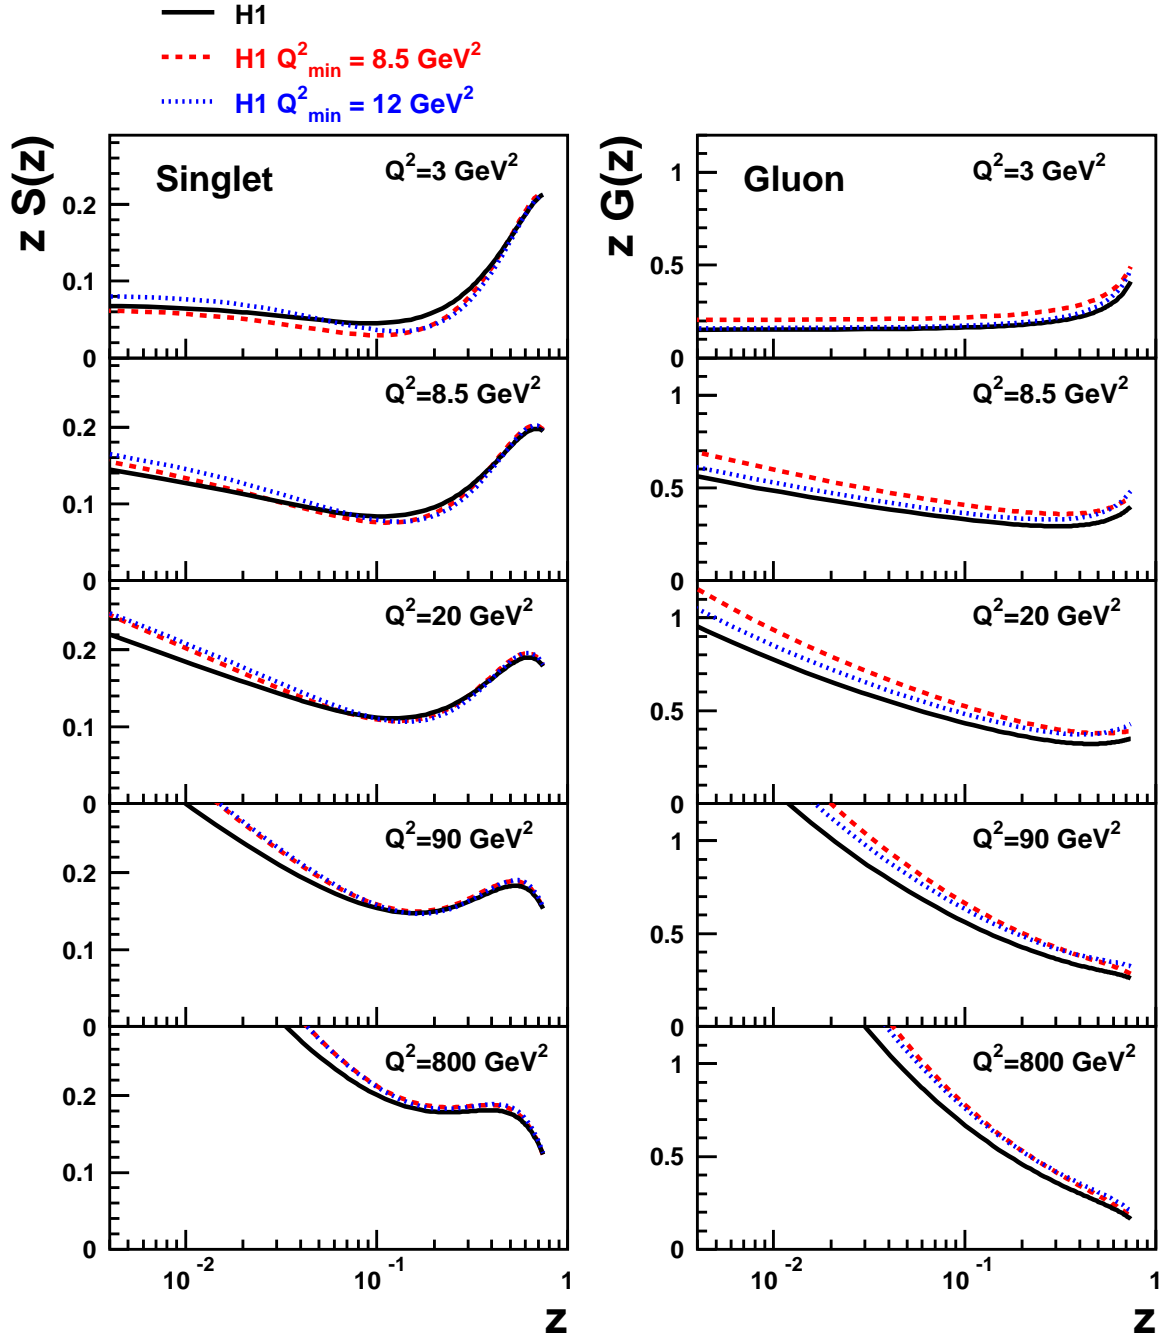 H1
H1 Q²min = 8.5 GeV²
H1 Q²min = 12 GeV²
z S(z)
Singlet
Q²=3 GeV²
0.2
0.1
0
Q²=8.5 GeV²
0.2
0.1
0
Q²=20 GeV²
0.2
0.1
0
Q²=90 GeV²
0.2
0.1
0
Q²=800 GeV²
0.2
0.1
0
10⁻²
10⁻¹
1
z
z G(z)
Gluon
Q²=3 GeV²
1
0.5
0
Q²=8.5 GeV²
1
0.5
0
Q²=20 GeV²
1
0.5
0
Q²=90 GeV²
1
0.5
0
Q²=800 GeV²
1
0.5
0
10⁻²
10⁻¹
1
z